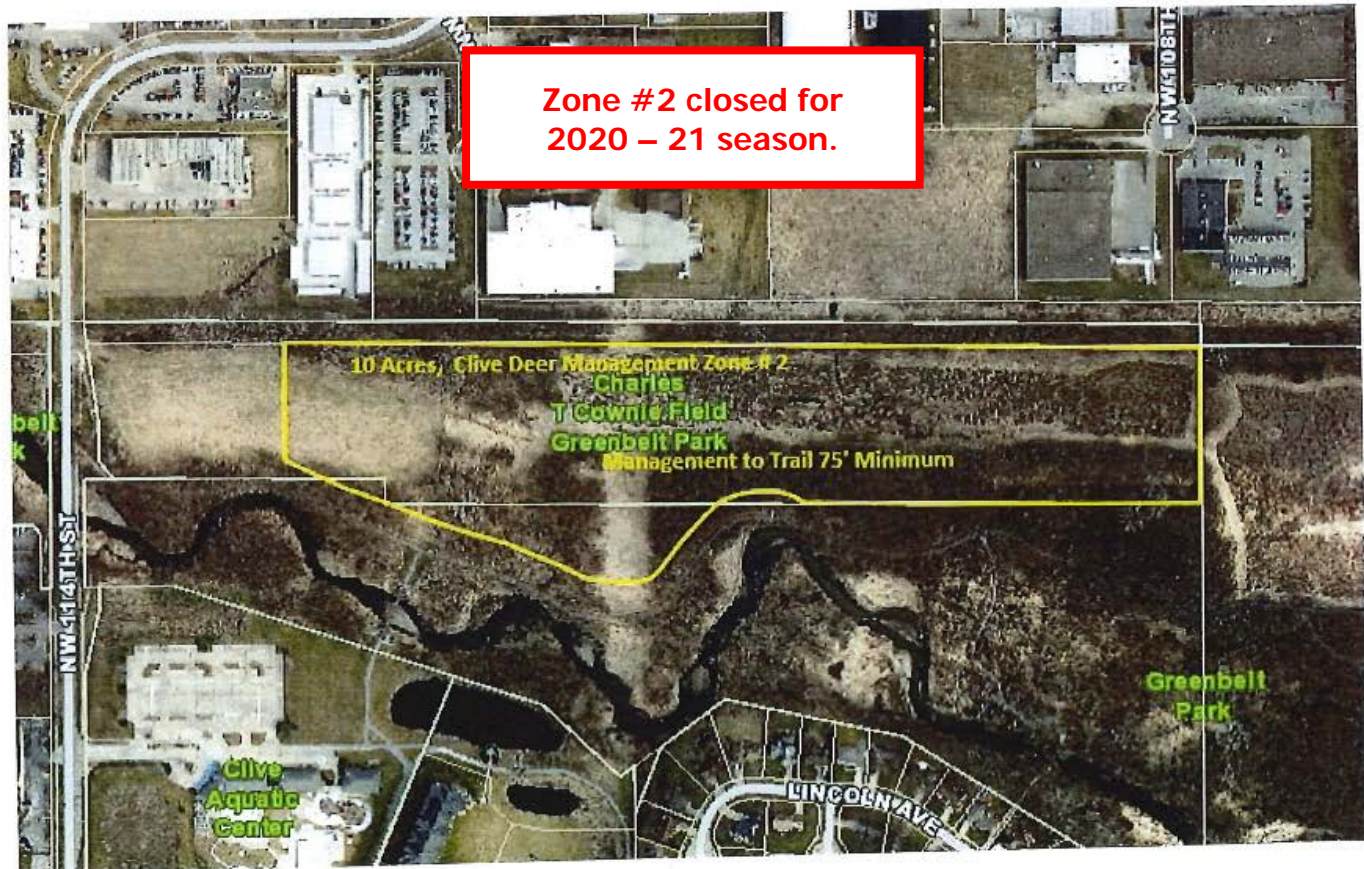 Zone #2 closed for
2020 – 21 season.
NW 108TH
10 Acres, Clive Deer Management Zone # 2
Charles
T Cownie Field
Greenbelt Park
Management to Trail 75' Minimum
NW 114TH ST
Greenbelt
Park
Clive
Aquatic
Center
LINCOLN AVE